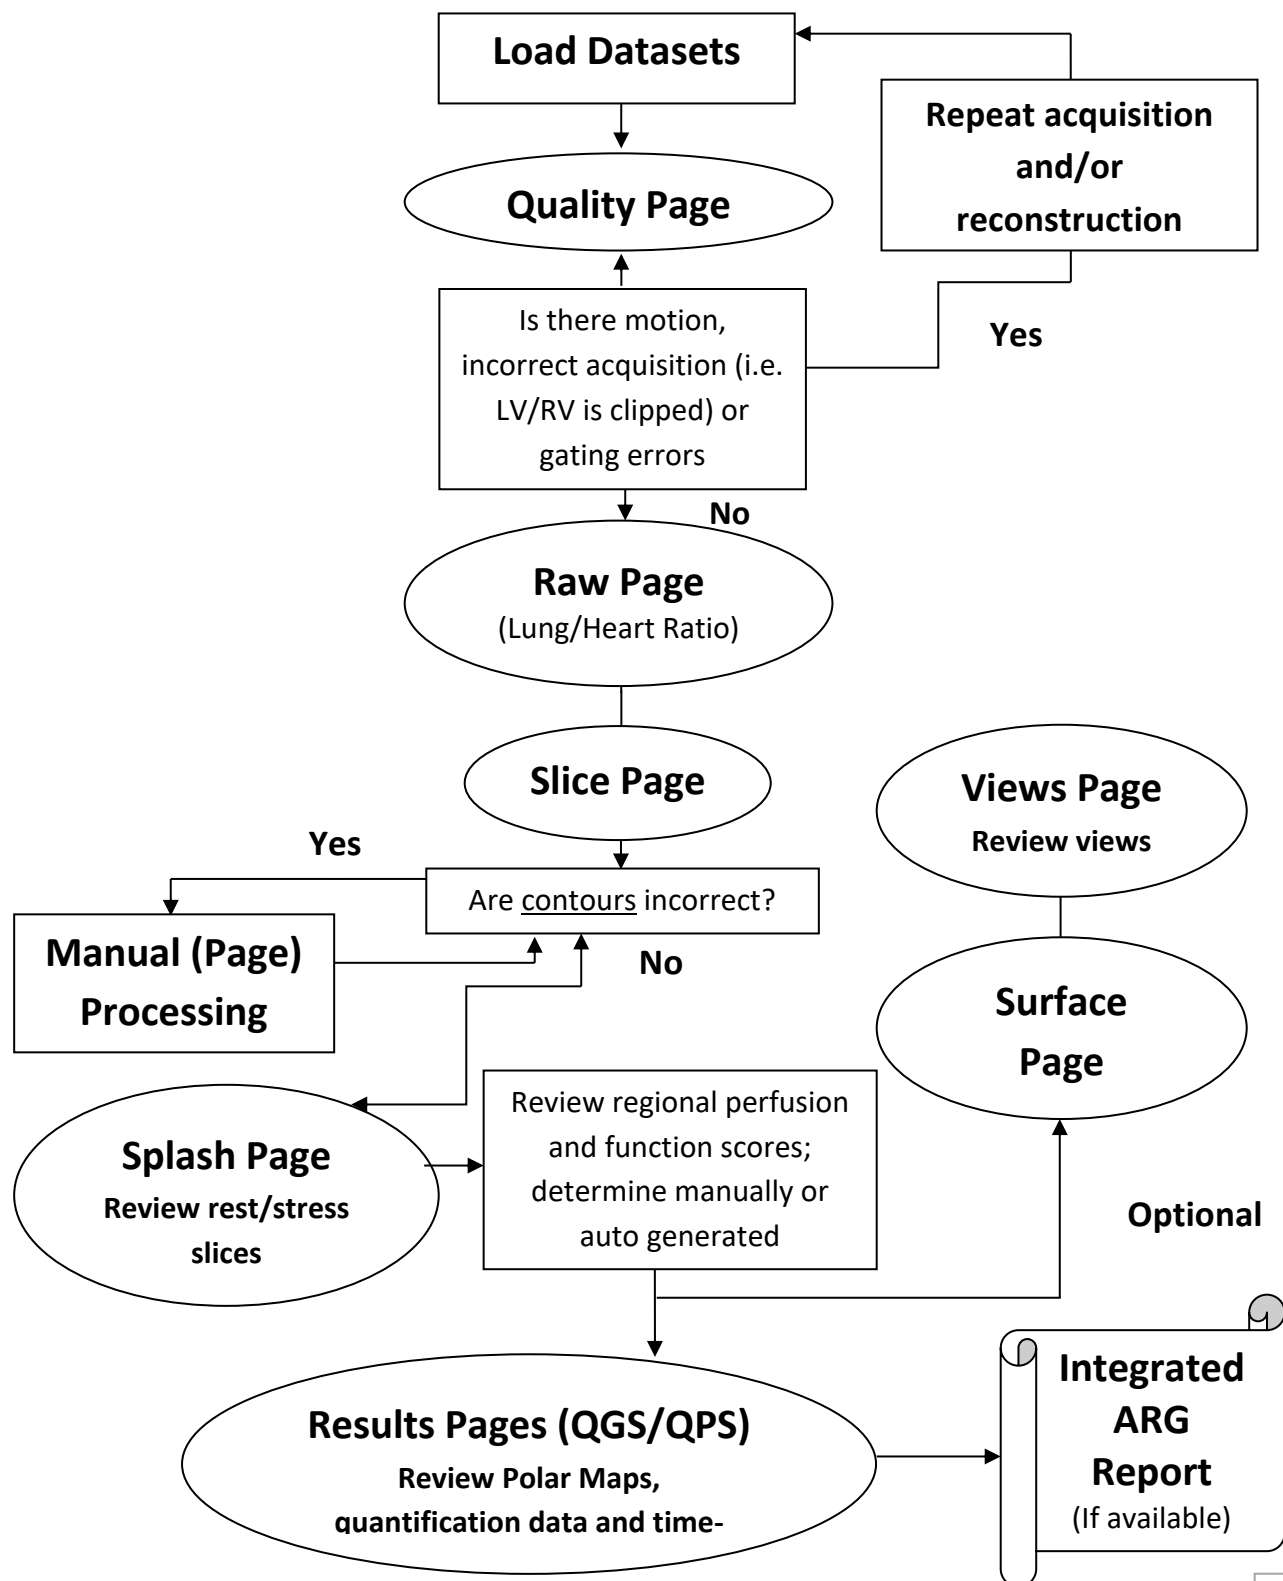 Load Datasets
Repeat acquisition
and/or
reconstruction
Quality Page
Is there motion,
incorrect acquisition (i.e.
LV/RV is clipped) or
gating errors
Yes
No
Raw Page
(Lung/Heart Ratio)
Slice Page
Views Page
Review views
Yes
Are contours incorrect?
Manual (Page)
Processing
No
Surface
Page
Splash Page
Review rest/stress
slices
Review regional perfusion
and function scores;
determine manually or
auto generated
Optional
Results Pages (QGS/QPS)
Review Polar Maps,
quantification data and time-
Integrated
ARG
Report
(If available)